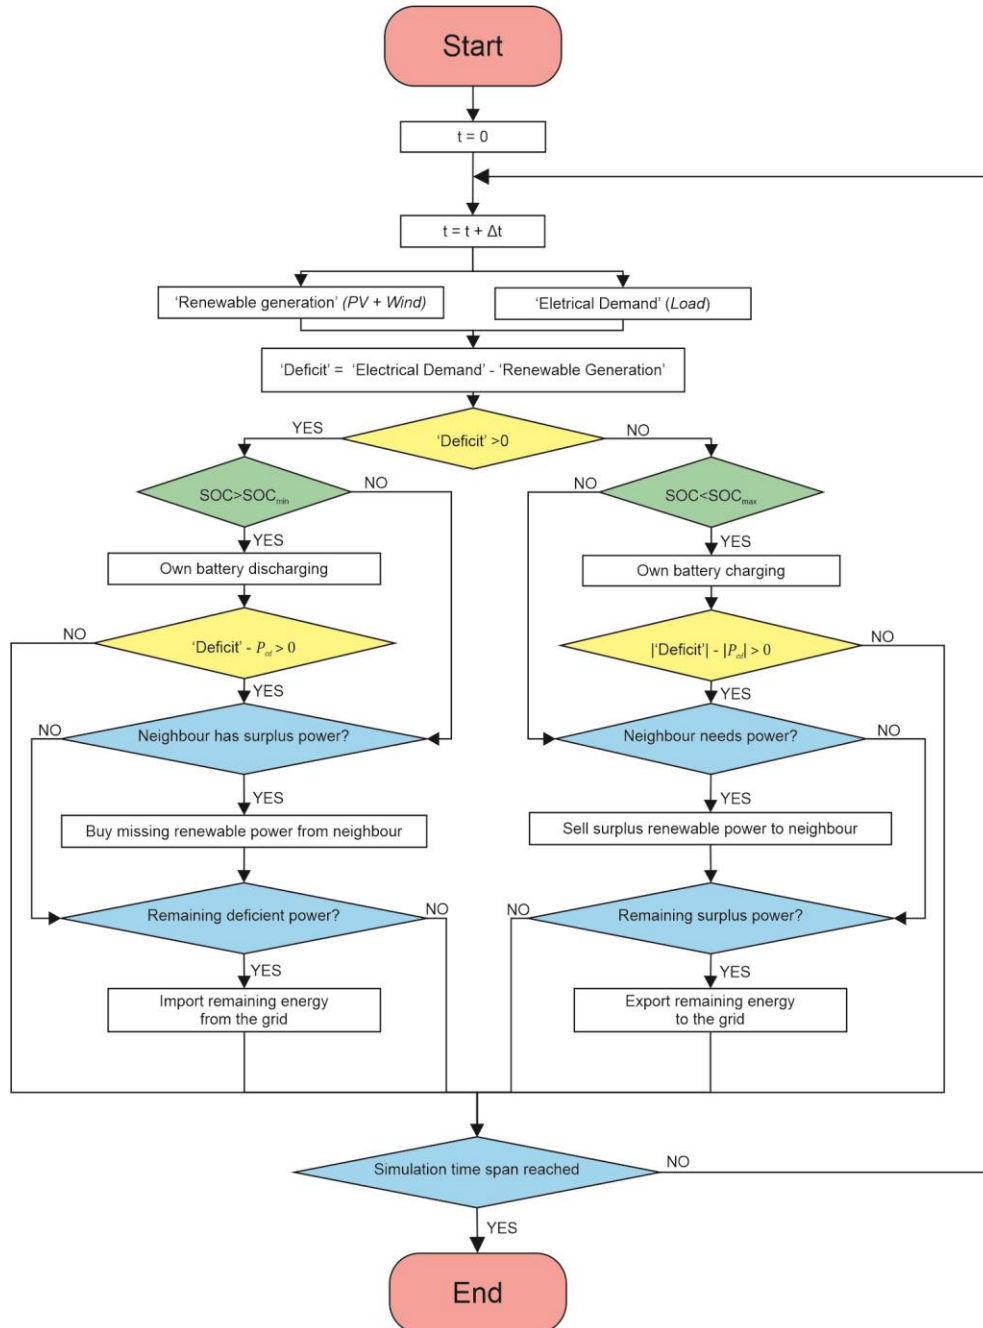 Start
t = 0
t = t + Δt
‘Renewable generation’ (PV + Wind)
‘Eletrical Demand’ (Load)
‘Deficit’ = ‘Electrical Demand’ - ‘Renewable Generation’
YES
‘Deficit’ >0
NO
SOC>SOCmin
NO
NO
SOC<SOCmax
YES
YES
Own battery discharging
Own battery charging
NO
‘Deficit’ - Pcd > 0
|‘Deficit’| - |Pcd| > 0
NO
YES
YES
NO
Neighbour has surplus power?
Neighbour needs power?
NO
YES
YES
Buy missing renewable power from neighbour
Sell surplus renewable power to neighbour
Remaining deficient power?
NO
NO
Remaining surplus power?
YES
YES
Import remaining energy
from the grid
Export remaining energy
to the grid
Simulation time span reached
NO
YES
End